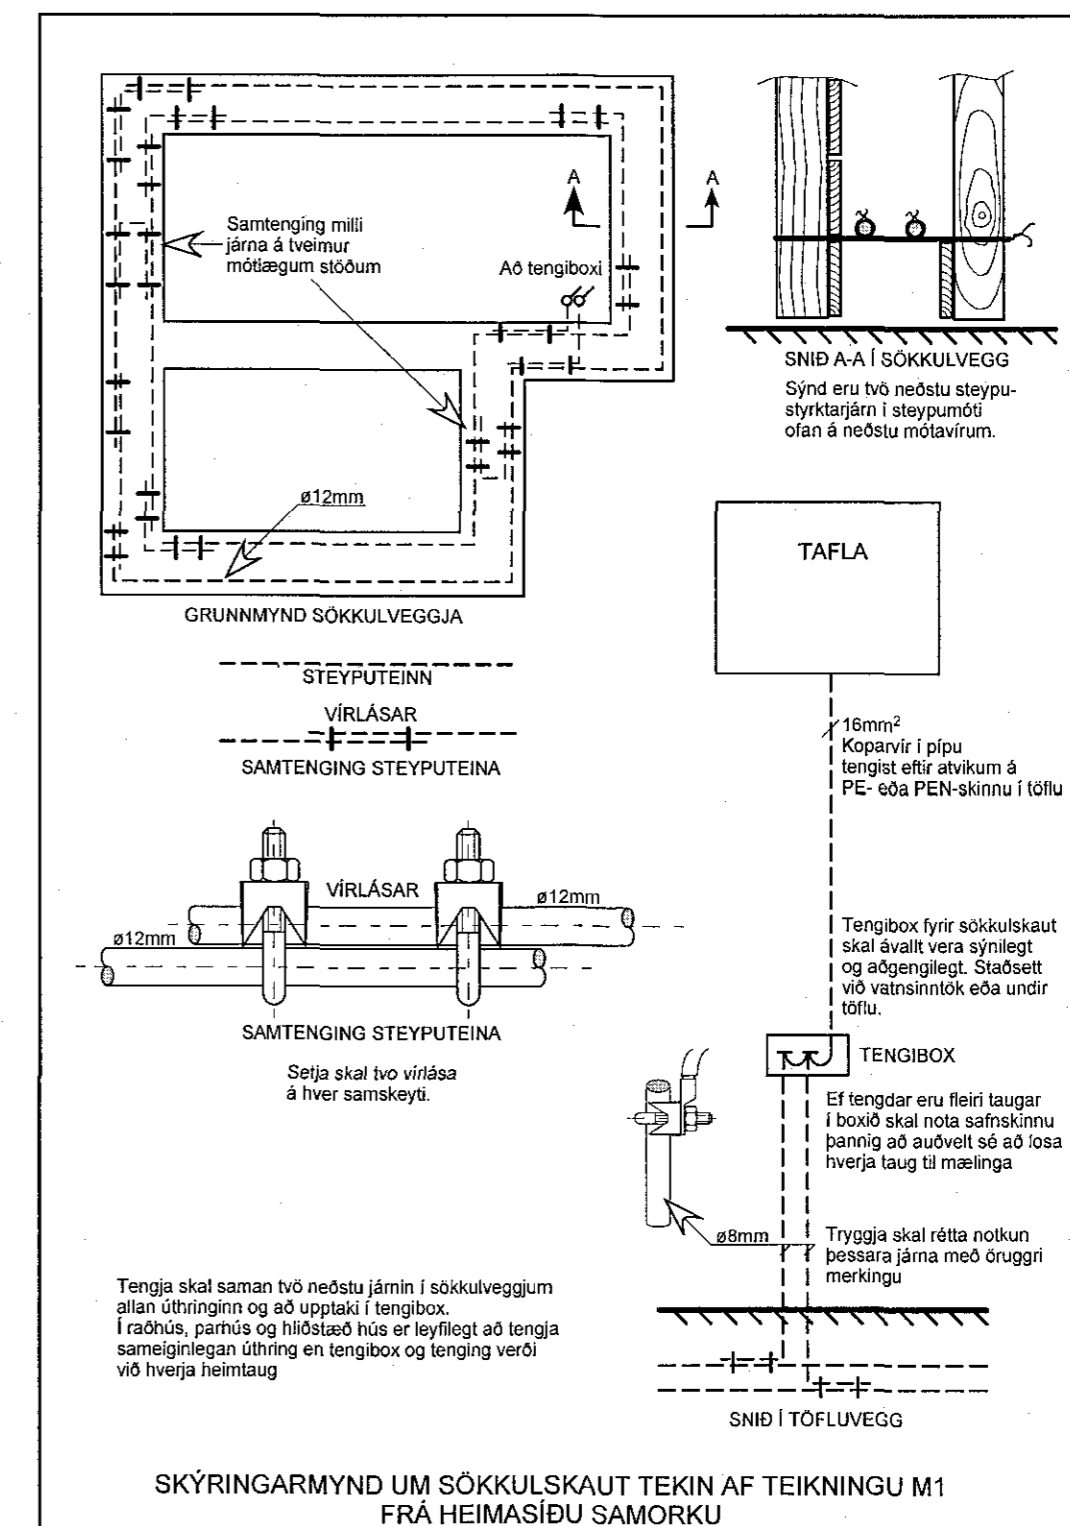 A
A
Samtenging milli
járna á tveimur
mótlægum stöðum
Að tengiboxi
ø12mm
GRUNNMYND SÖKKULVEGGJA
SNIÐ A-A Í SÖKKULVEGG
Sýnd eru tvö neðstu steypu-
styrktarjárn í steypumóti
ofan á neðstu mótavírum.
STEYPUTEINN
VÍRLÁSAR
SAMTENGING STEYPUTEINA
TAFLA
16mm²
Koparvír í pípu
tengist eftir atvikum á
PE- eða PEN-skinnu í töflu
VÍRLÁSAR
ø12mm
ø12mm
SAMTENGING STEYPUTEINA
Setja skal tvo vírlása
á hver samskeyti.
Tengibox fyrir sökkulskaut
skal ávallt vera sýnilegt
og aðgengilegt. Staðsett
við vatnsinntök eða undir
töflu.
TENGIBOX
Ef tengdar eru fleiri taugar
í boxið skal nota safnskinnu
þannig að auðvelt sé að losa
hverja taug til mælinga
ø8mm
Tryggja skal rétta notkun
þessara járna með öruggri
merkingu
Tengja skal saman tvö neðstu járnin í sökkulveggjum
allan úthringinn og að upptaki í tengibox.
Í raðhús, parhús og hliðstæð hús er leyfilegt að tengja
sameiginlegan úthring en tengibox og tenging verði
við hverja heimtaug
SNIÐ Í TÖFLUVEGG
SKÝRINGARMYND UM SÖKKULSKAUT TEKIN AF TEIKNINGU M1
FRÁ HEIMASÍÐU SAMORKU